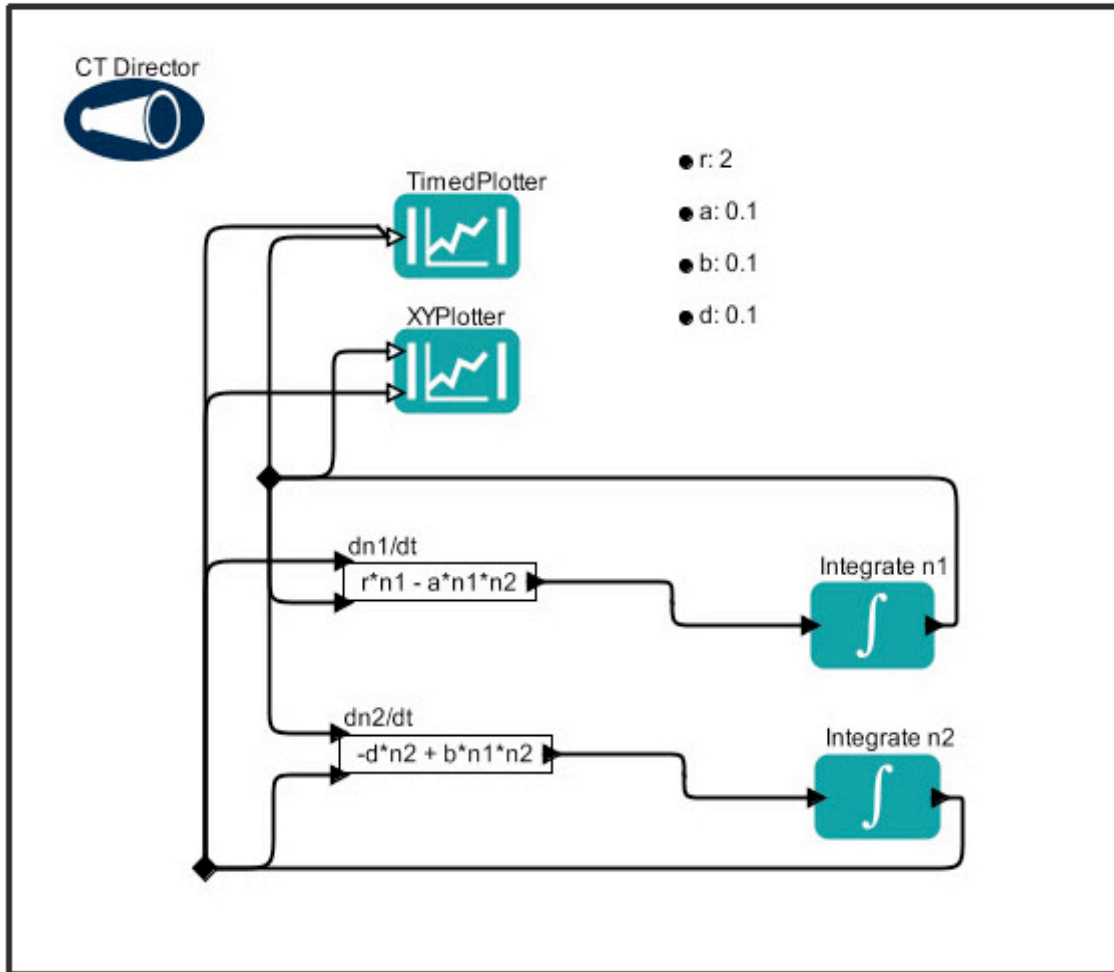 CT Director
TimedPlotter
r: 2
a: 0.1
b: 0.1
d: 0.1
XYPlotter
dn1/dt
r*n1 - a*n1*n2
Integrate n1
∫
dn2/dt
-d*n2 + b*n1*n2
Integrate n2
∫